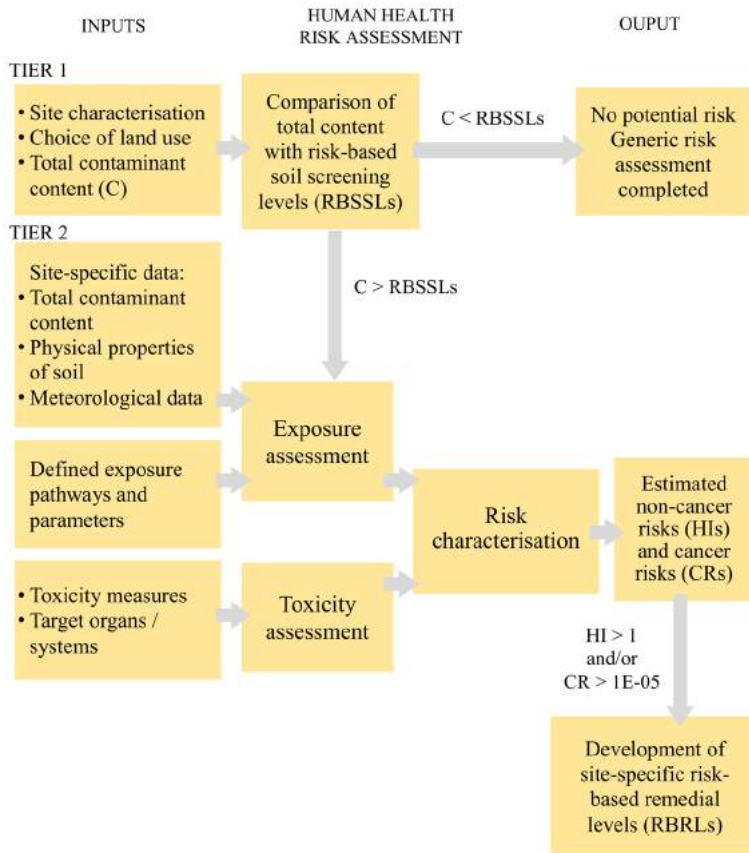 INPUTS
HUMAN HEALTH
RISK ASSESSMENT
OUPUT
TIER 1
• Site characterisation
• Choice of land use
• Total contaminant
content (C)
Comparison of
total content
with risk-based
soil screening
levels (RBSSLs)
C < RBSSLs
No potential risk
Generic risk
assessment
completed
TIER 2
Site-specific data:
• Total contaminant
content
• Physical properties
of soil
• Meteorological data
C > RBSSLs
Exposure
assessment
Defined exposure
pathways and
parameters
Risk
characterisation
Estimated
non-cancer
risks (HIs)
and cancer
risks (CRs)
• Toxicity measures
• Target organs /
systems
Toxicity
assessment
HI > 1
and/or
CR > 1E-05
Development of
site-specific risk-
based remedial
levels (RBRLs)